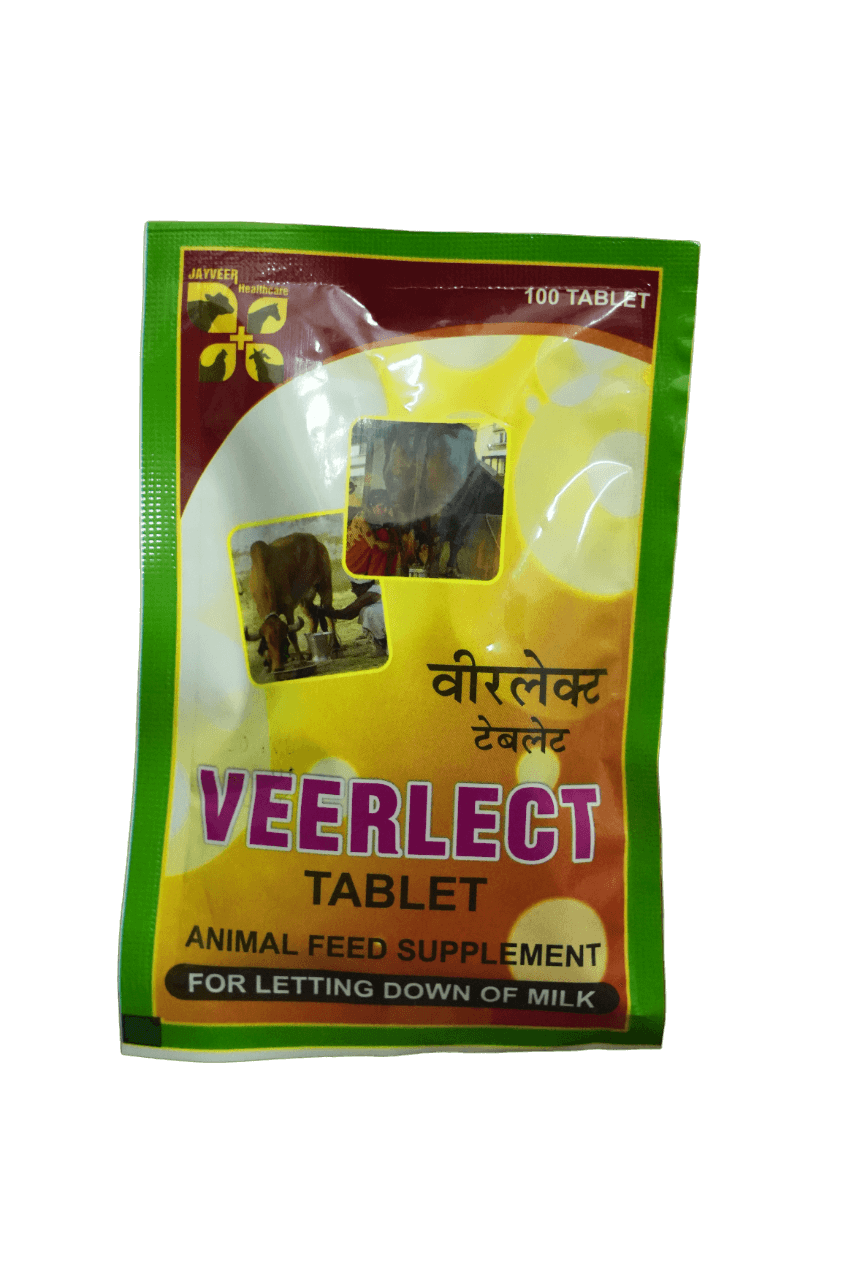 JAYVEER
Healthcare
100 TABLET
वीरलेक्ट
टेबलेट
VEERLECT
TABLET
ANIMAL FEED SUPPLEMENT
FOR LETTING DOWN OF MILK